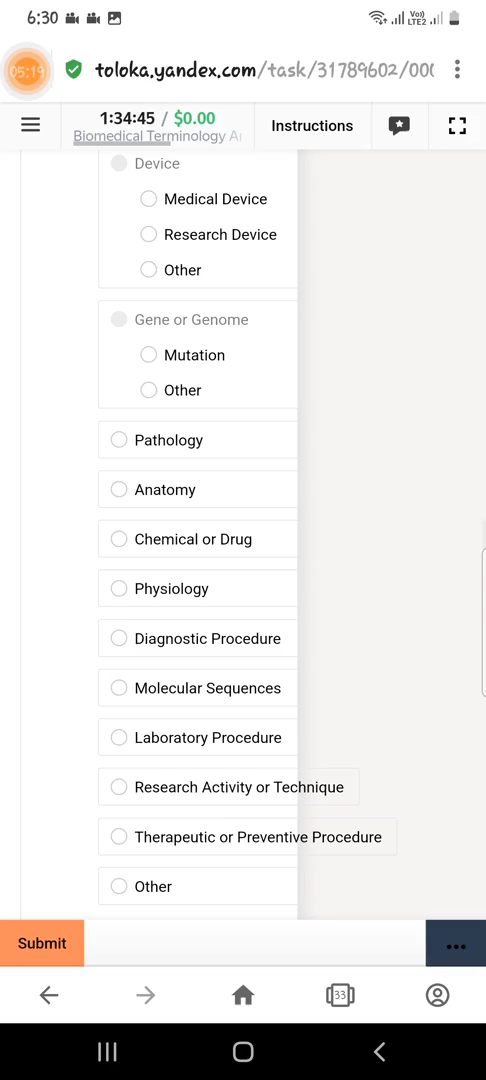 6:30
Vo))
LTE2
05:19
toloka.yandex.com/task/31789602/00(
1:34:45 / $0.00
Biomedical Terminology A
Instructions
Device
Medical Device
Research Device
Other
Gene or Genome
Mutation
Other
Pathology
Anatomy
Chemical or Drug
Physiology
Diagnostic Procedure
Molecular Sequences
Laboratory Procedure
Research Activity or Technique
Therapeutic or Preventive Procedure
Other
Submit
...
33